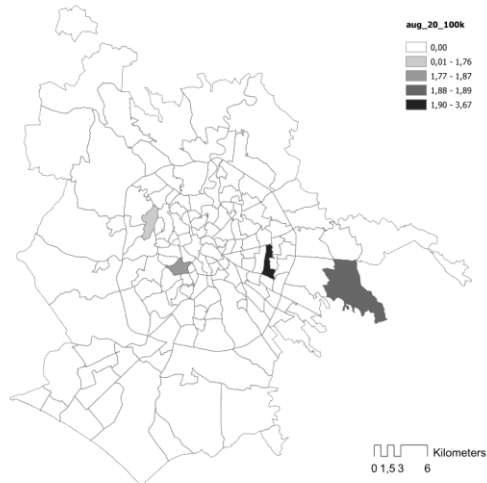 aug_20_100k
0,00
0,01 - 1,76
1,77 - 1,87
1,88 - 1,89
1,90 - 3,67
Kilometers
0 1,5 3 6